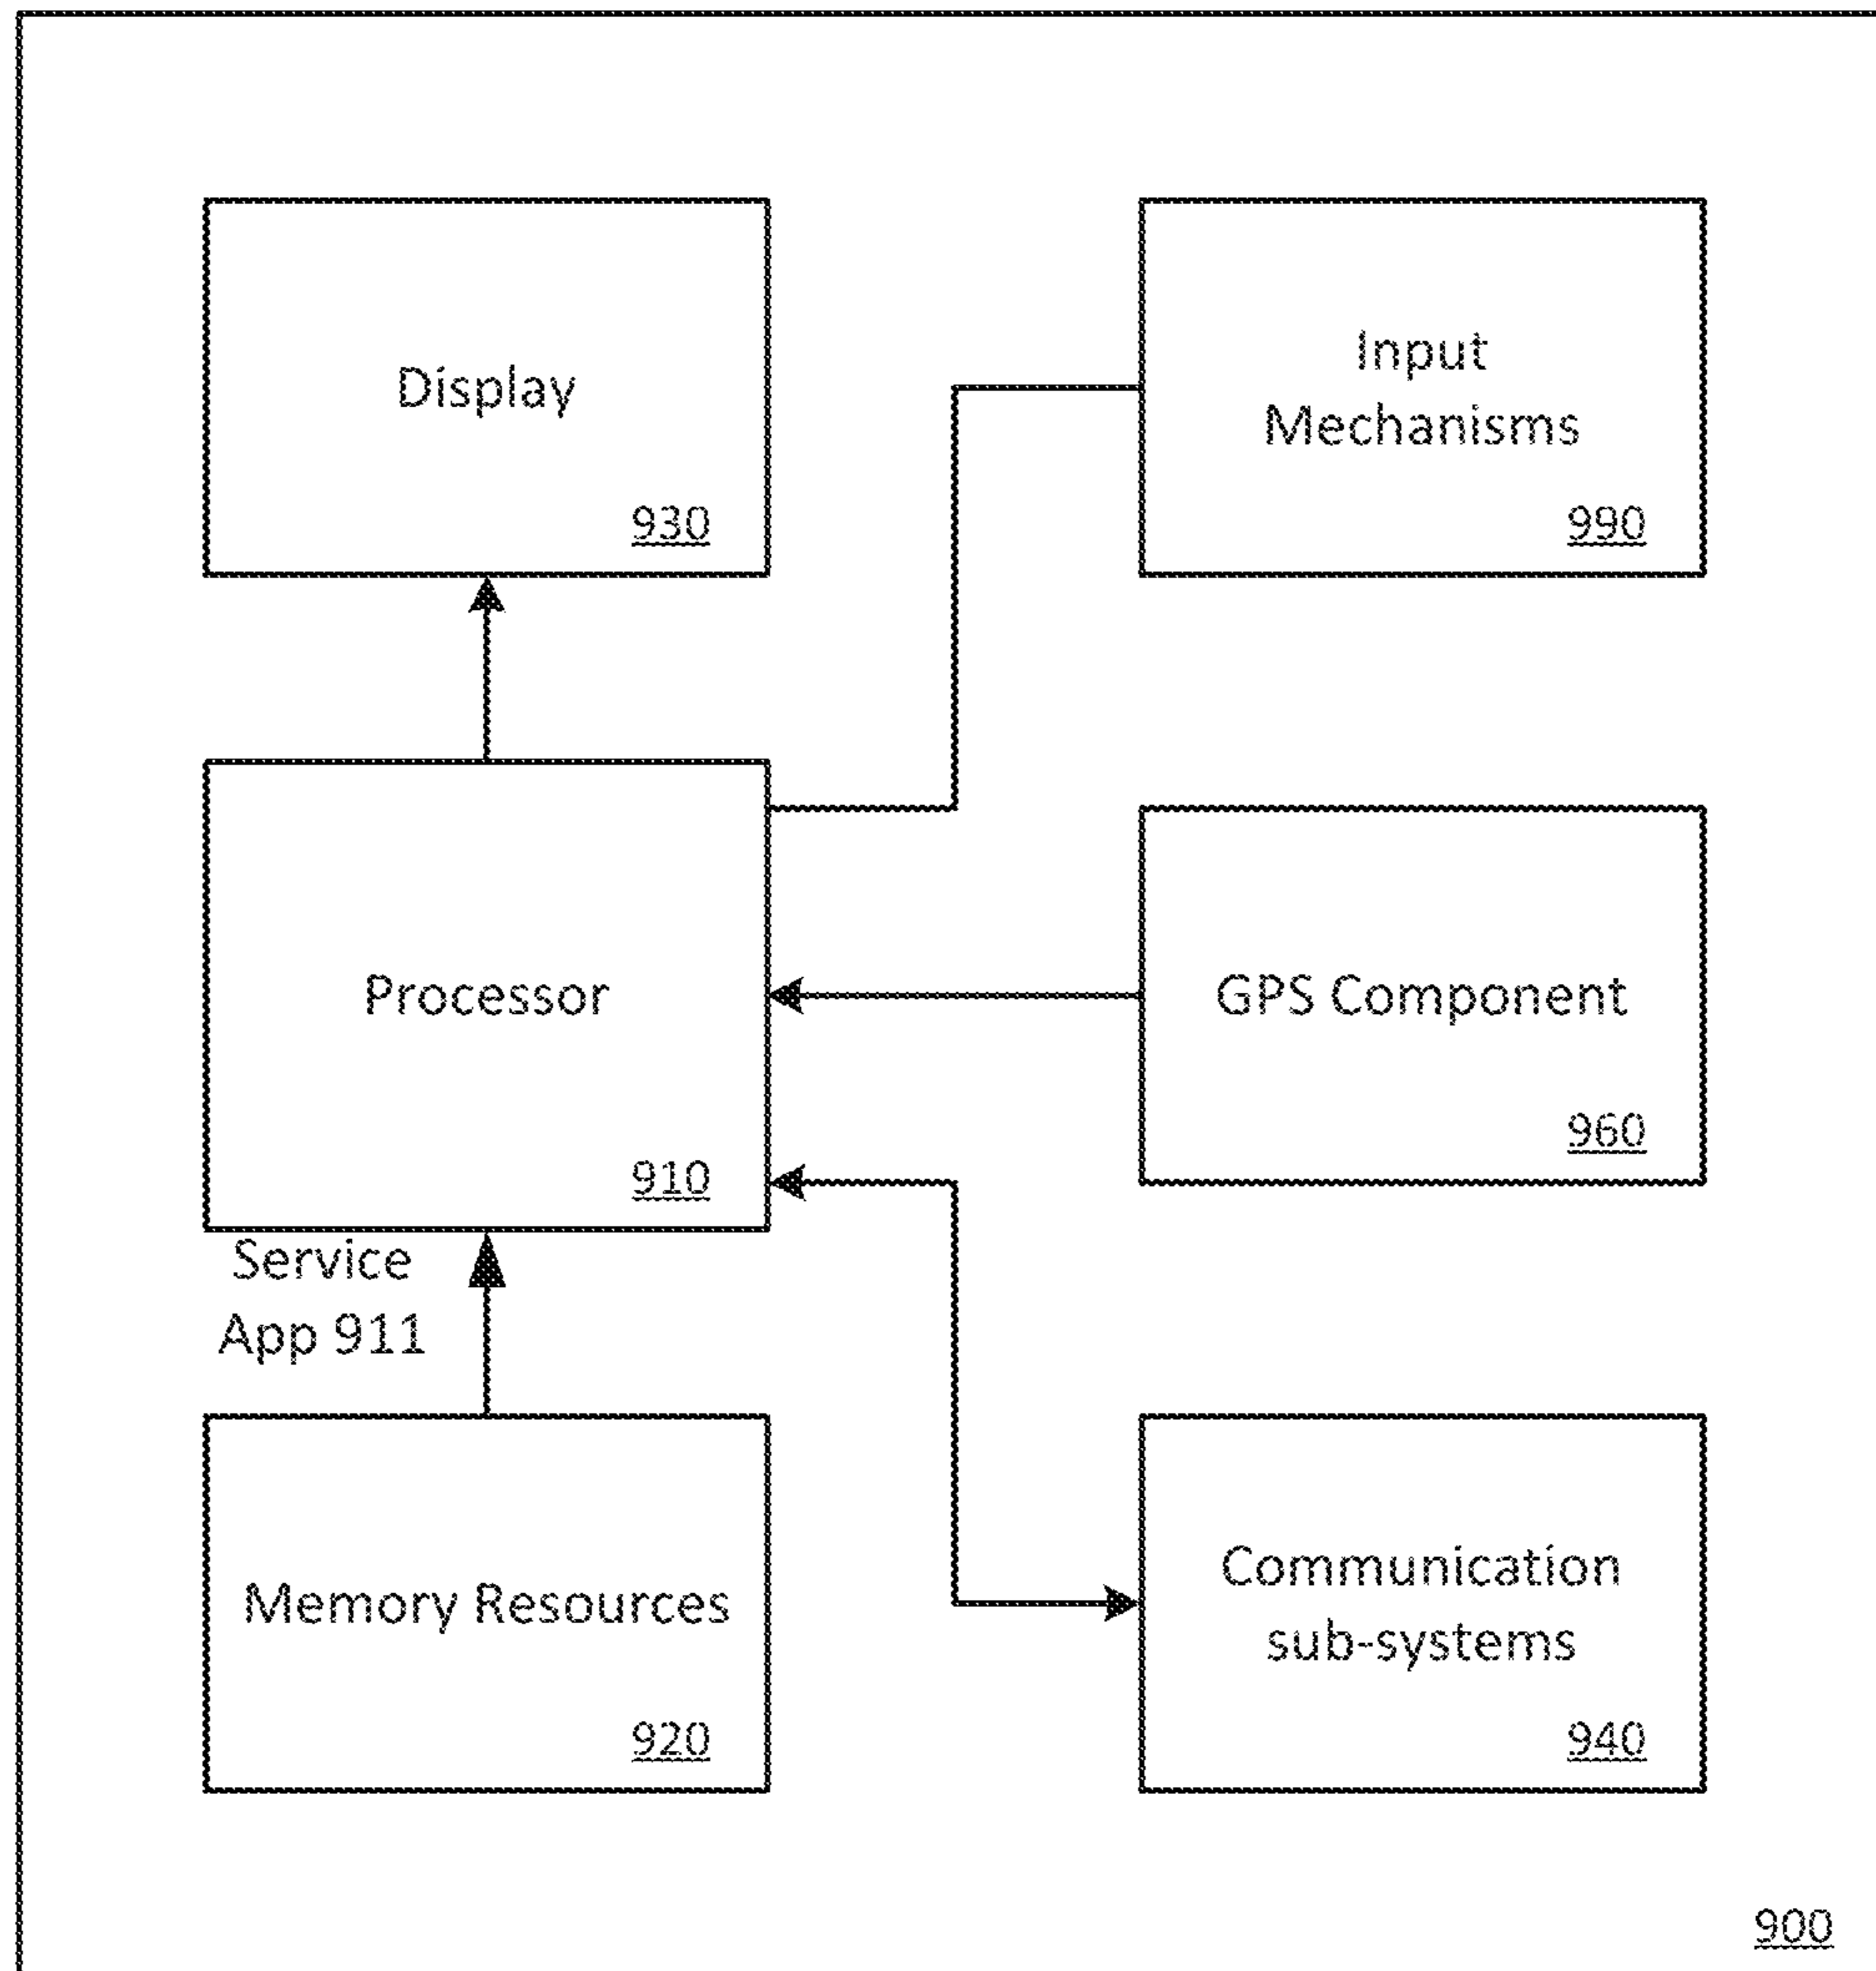 Display
930
Input
Mechanisms
990
Processor
910
GPS Component
960
Service
App 911
Memory Resources
920
Communication
sub-systems
940
900